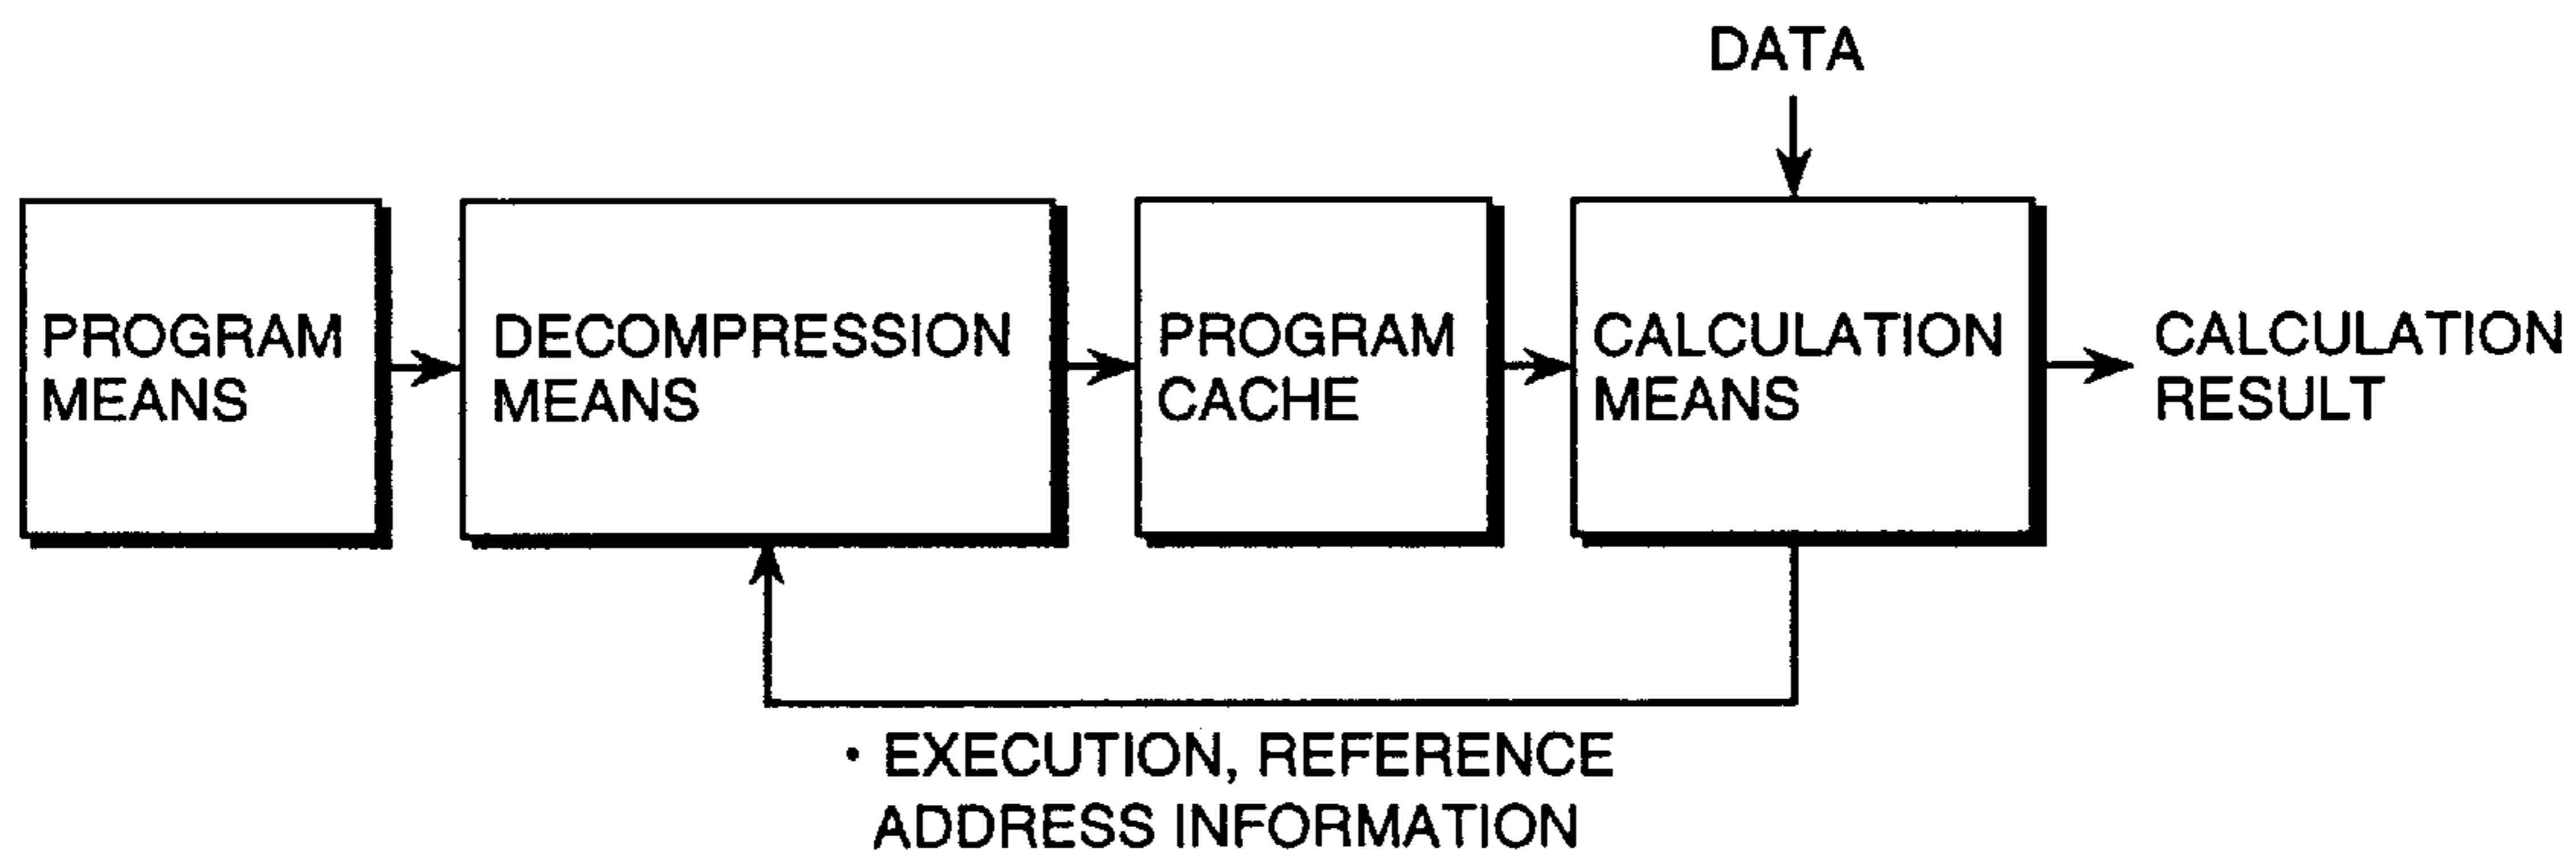 DATA
PROGRAM
MEANS
DECOMPRESSION
MEANS
PROGRAM
CACHE
CALCULATION
MEANS
CALCULATION
RESULT
· EXECUTION, REFERENCE
ADDRESS INFORMATION